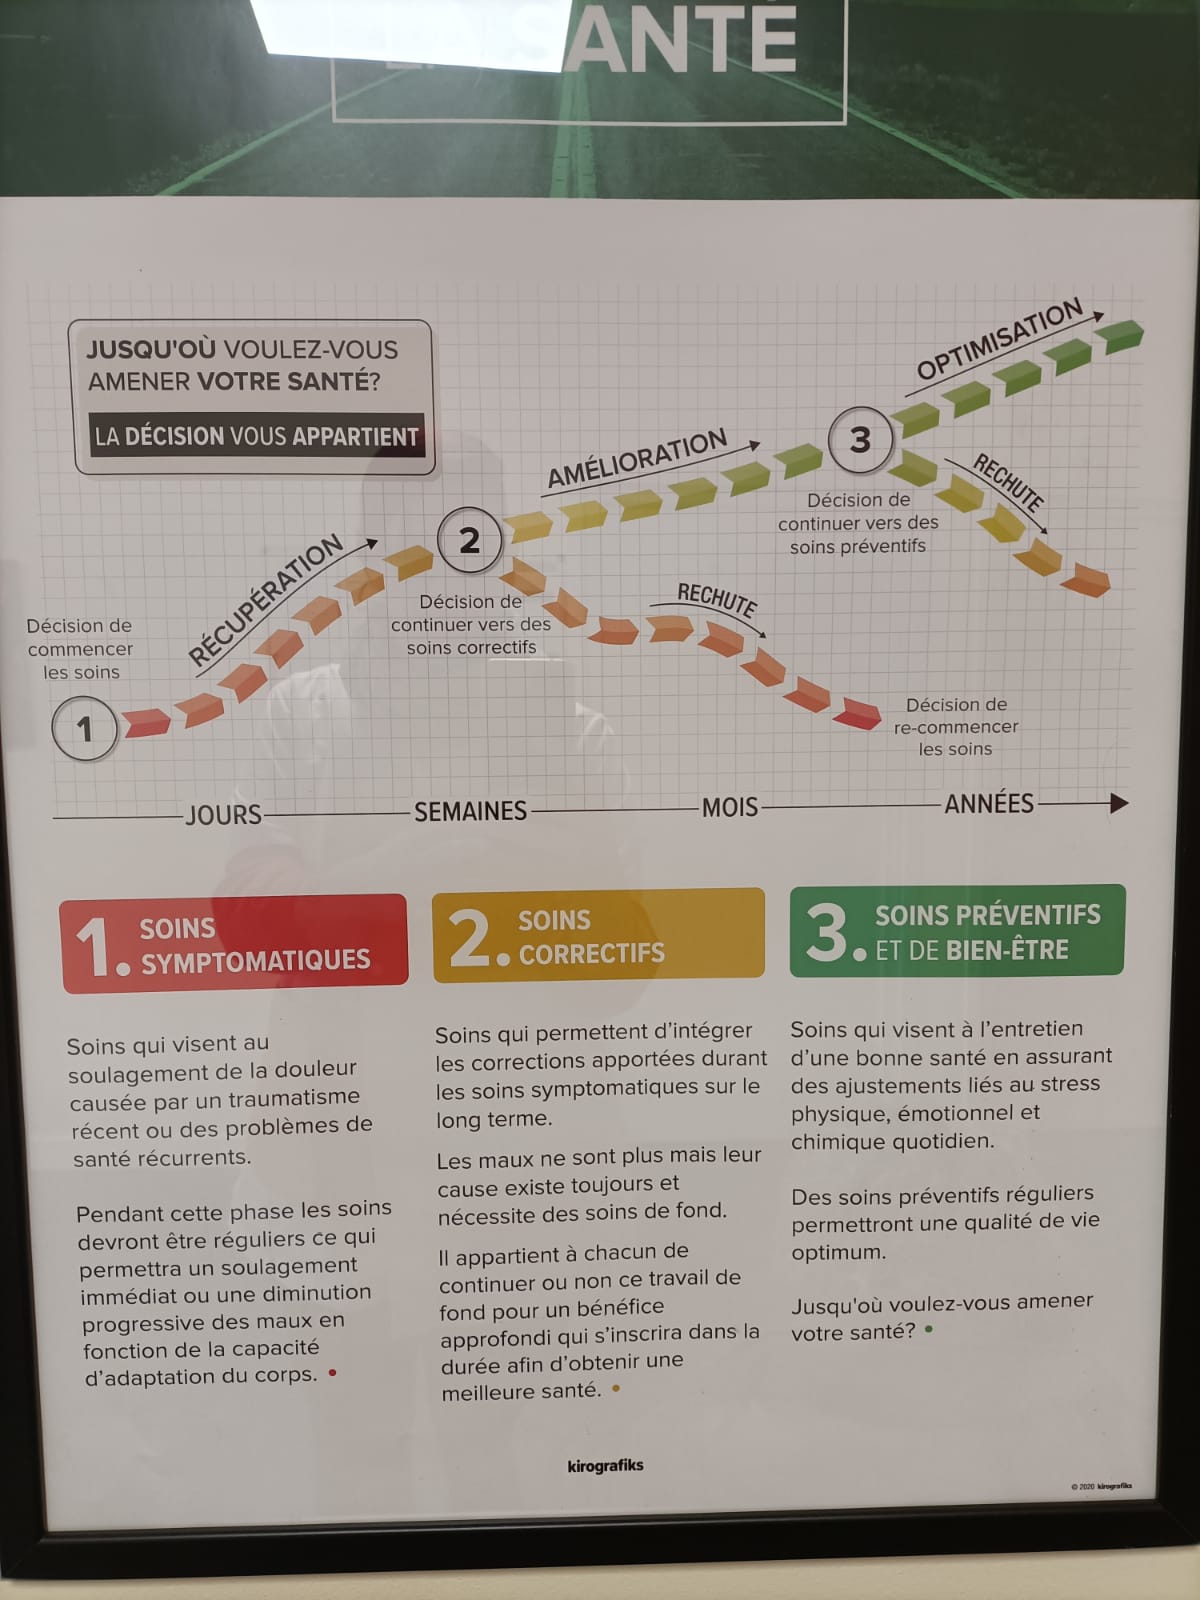 SANTÉ
JUSQU'OÙ VOULEZ-VOUS
AMENER VOTRE SANTÉ?
LA DÉCISION VOUS APPARTIENT
OPTIMISATION
AMÉLIORATION
3
RECHUTE
Décision de
continuer vers des
soins préventifs
RÉCUPÉRATION
2
Décision de
continuer vers des
soins correctifs
RECHUTE
Décision de
commencer
les soins
1
Décision de
re-commencer
les soins
JOURS SEMAINES MOIS ANNÉES
1. SOINS
SYMPTOMATIQUES
Soins qui visent au
soulagement de la douleur
causée par un traumatisme
récent ou des problèmes de
santé récurrents.
Pendant cette phase les soins
devront être réguliers ce qui
permettra un soulagement
immédiat ou une diminution
progressive des maux en
fonction de la capacité
d'adaptation du corps. •
2. SOINS
CORRECTIFS
Soins qui permettent d'intégrer
les corrections apportées durant
les soins symptomatiques sur le
long terme.
Les maux ne sont plus mais leur
cause existe toujours et
nécessite des soins de fond.
Il appartient à chacun de
continuer ou non ce travail de
fond pour un bénéfice
approfondi qui s'inscrira dans la
durée afin d'obtenir une
meilleure santé. •
3. SOINS PRÉVENTIFS
ET DE BIEN-ÊTRE
Soins qui visent à l'entretien
d'une bonne santé en assurant
des ajustements liés au stress
physique, émotionnel et
chimique quotidien.
Des soins préventifs réguliers
permettront une qualité de vie
optimum.
Jusqu'où voulez-vous amener
votre santé? •
kirografiks
© 2020 kirografiks